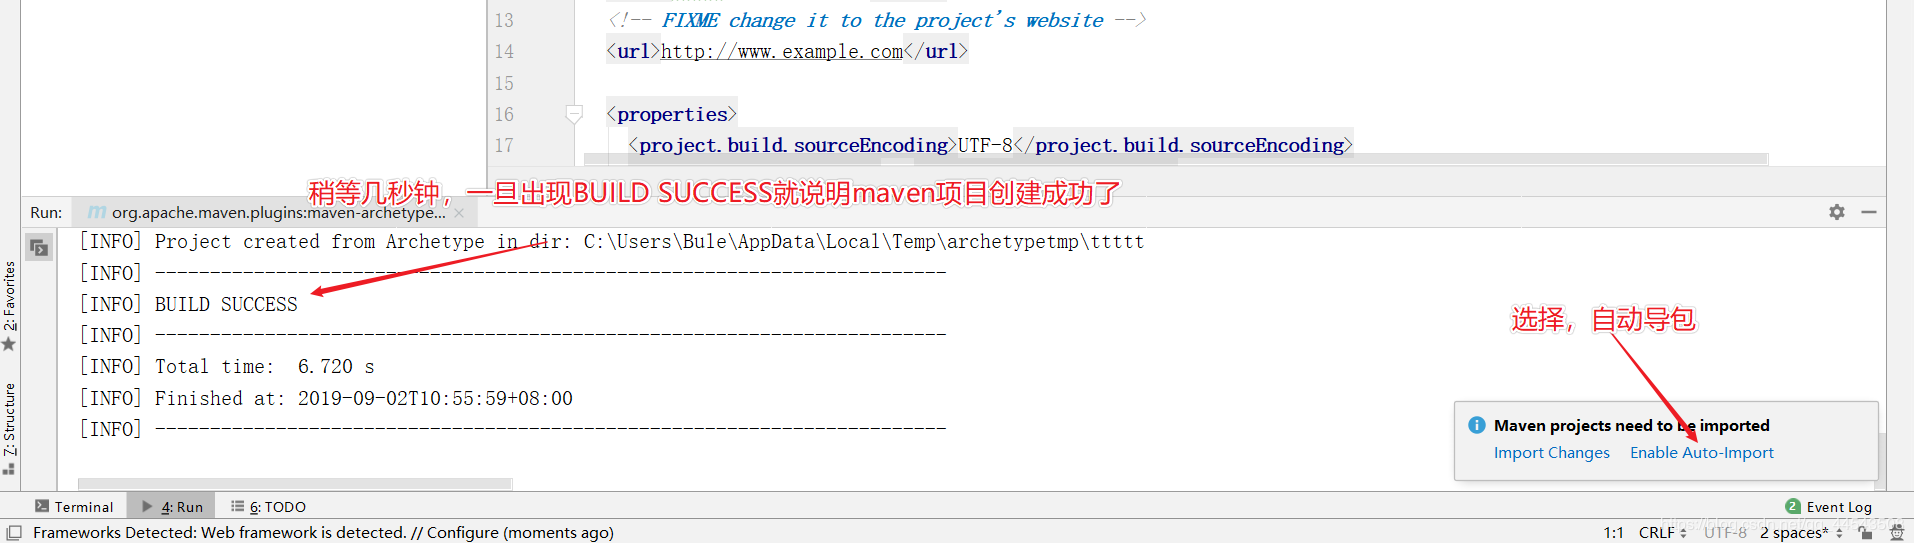 13 <!-- FIXME change it to the project's website -->
14 <url>http://www.example.com</url>
15
16 <properties>
17 <project.build.sourceEncoding>UTF-8</project.build.sourceEncoding>
稍等几秒钟，一旦出现BUILD SUCCESS就说明maven项目创建成功了
Run: org.apache.maven.plugins:maven-archetype...
[INFO] Project created from Archetype in dir: C:\Users\Bule\AppData\Local\Temp\archetypetmp\ttttt
[INFO] ------------------------------------------------------------------------
[INFO] BUILD SUCCESS
[INFO] ------------------------------------------------------------------------
[INFO] Total time:  6.720 s
[INFO] Finished at: 2019-09-02T10:55:59+08:00
[INFO] ------------------------------------------------------------------------
选择，自动导包
Maven projects need to be imported
Import Changes Enable Auto-Import
2: Favorites
7: Structure
Terminal 4: Run 6: TODO 2 Event Log
Frameworks Detected: Web framework is detected. // Configure (moments ago) 1:1 CRLF UTF-8 2 spaces*